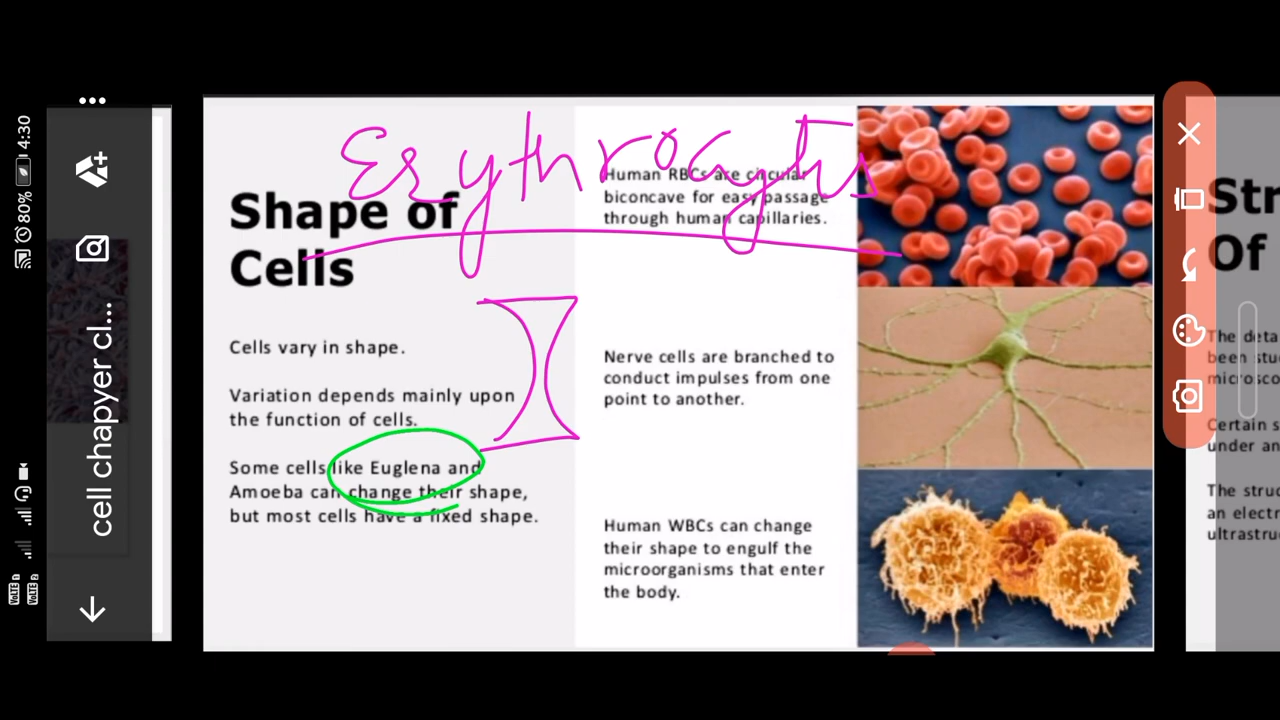 4:30
80%
cell chapyer cl...
Erythrocytis
Shape of
Cells
Cells vary in shape.
Variation depends mainly upon
the function of cells.
Some cells like Euglena and
Amoeba can change their shape,
but most cells have a fixed shape.
Human RBCs are circular
biconcave for easy passage
through human capillaries.
Nerve cells are branched to
conduct impulses from one
point to another.
Human WBCs can change
their shape to engulf the
microorganisms that enter
the body.
Str
Of
The deta
been stu
microsco
Certain s
under an
The struc
an electr
ultrastru